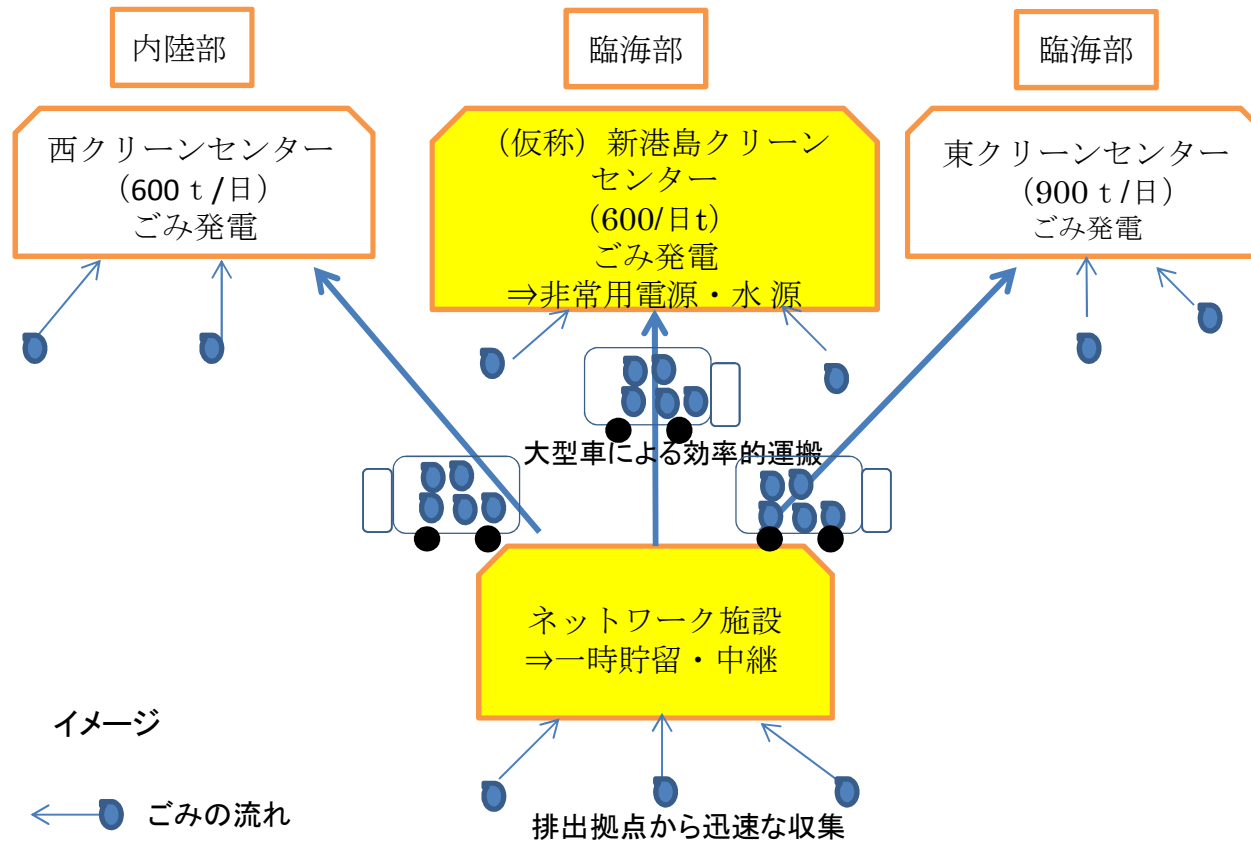 内陸部
臨海部
臨海部
西クリーンセンター
(600ｔ/日)
ごみ発電
（仮称）新港島クリーン
センター
(600/日t)
ごみ発電
⇒非常用電源・水 源
東クリーンセンター
(900ｔ/日)
ごみ発電
大型車による効率的運搬
ネットワーク施設
⇒一時貯留・中継
イメージ
ごみの流れ
排出拠点から迅速な収集